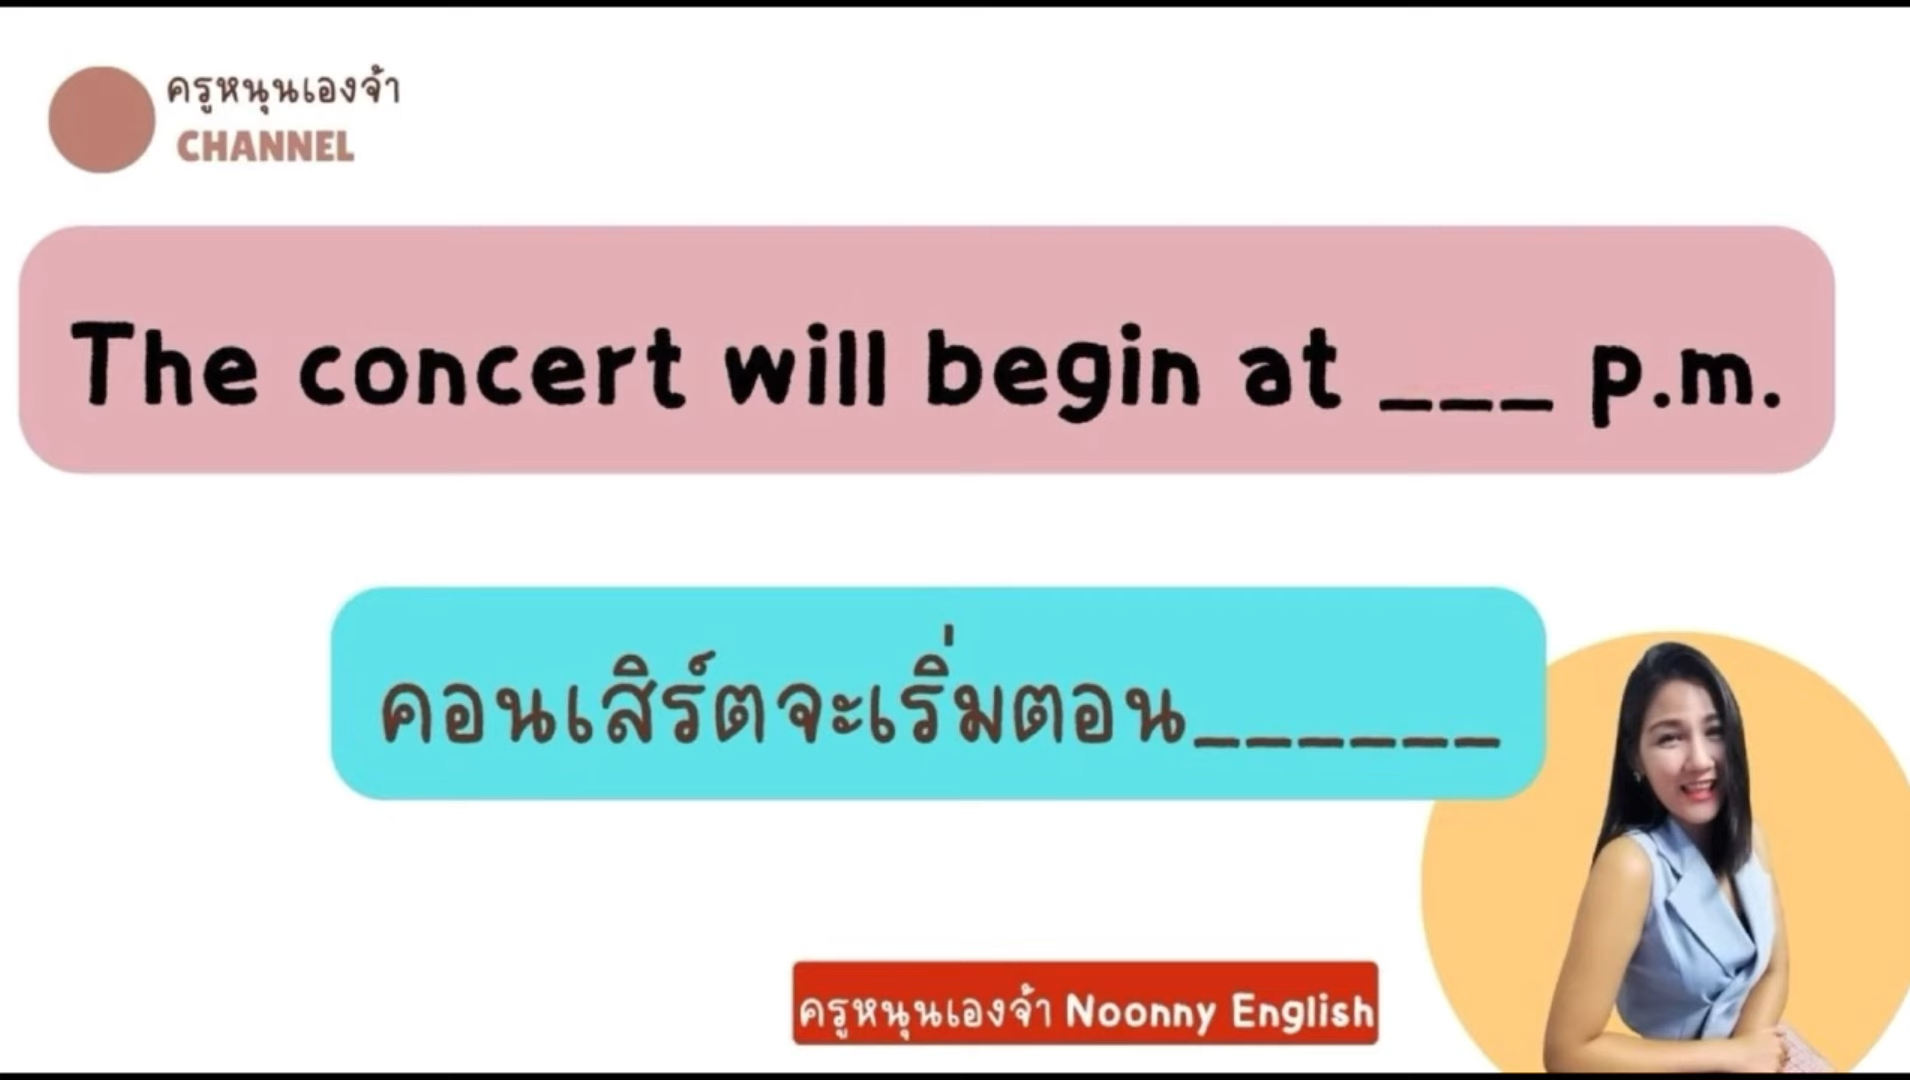 ครูหนุนเองจ้า
CHANNEL
The concert will begin at ___ p.m.
คอนเสิร์ตจะเริ่มตอน______
ครูหนุนเองจ้า Noonny English